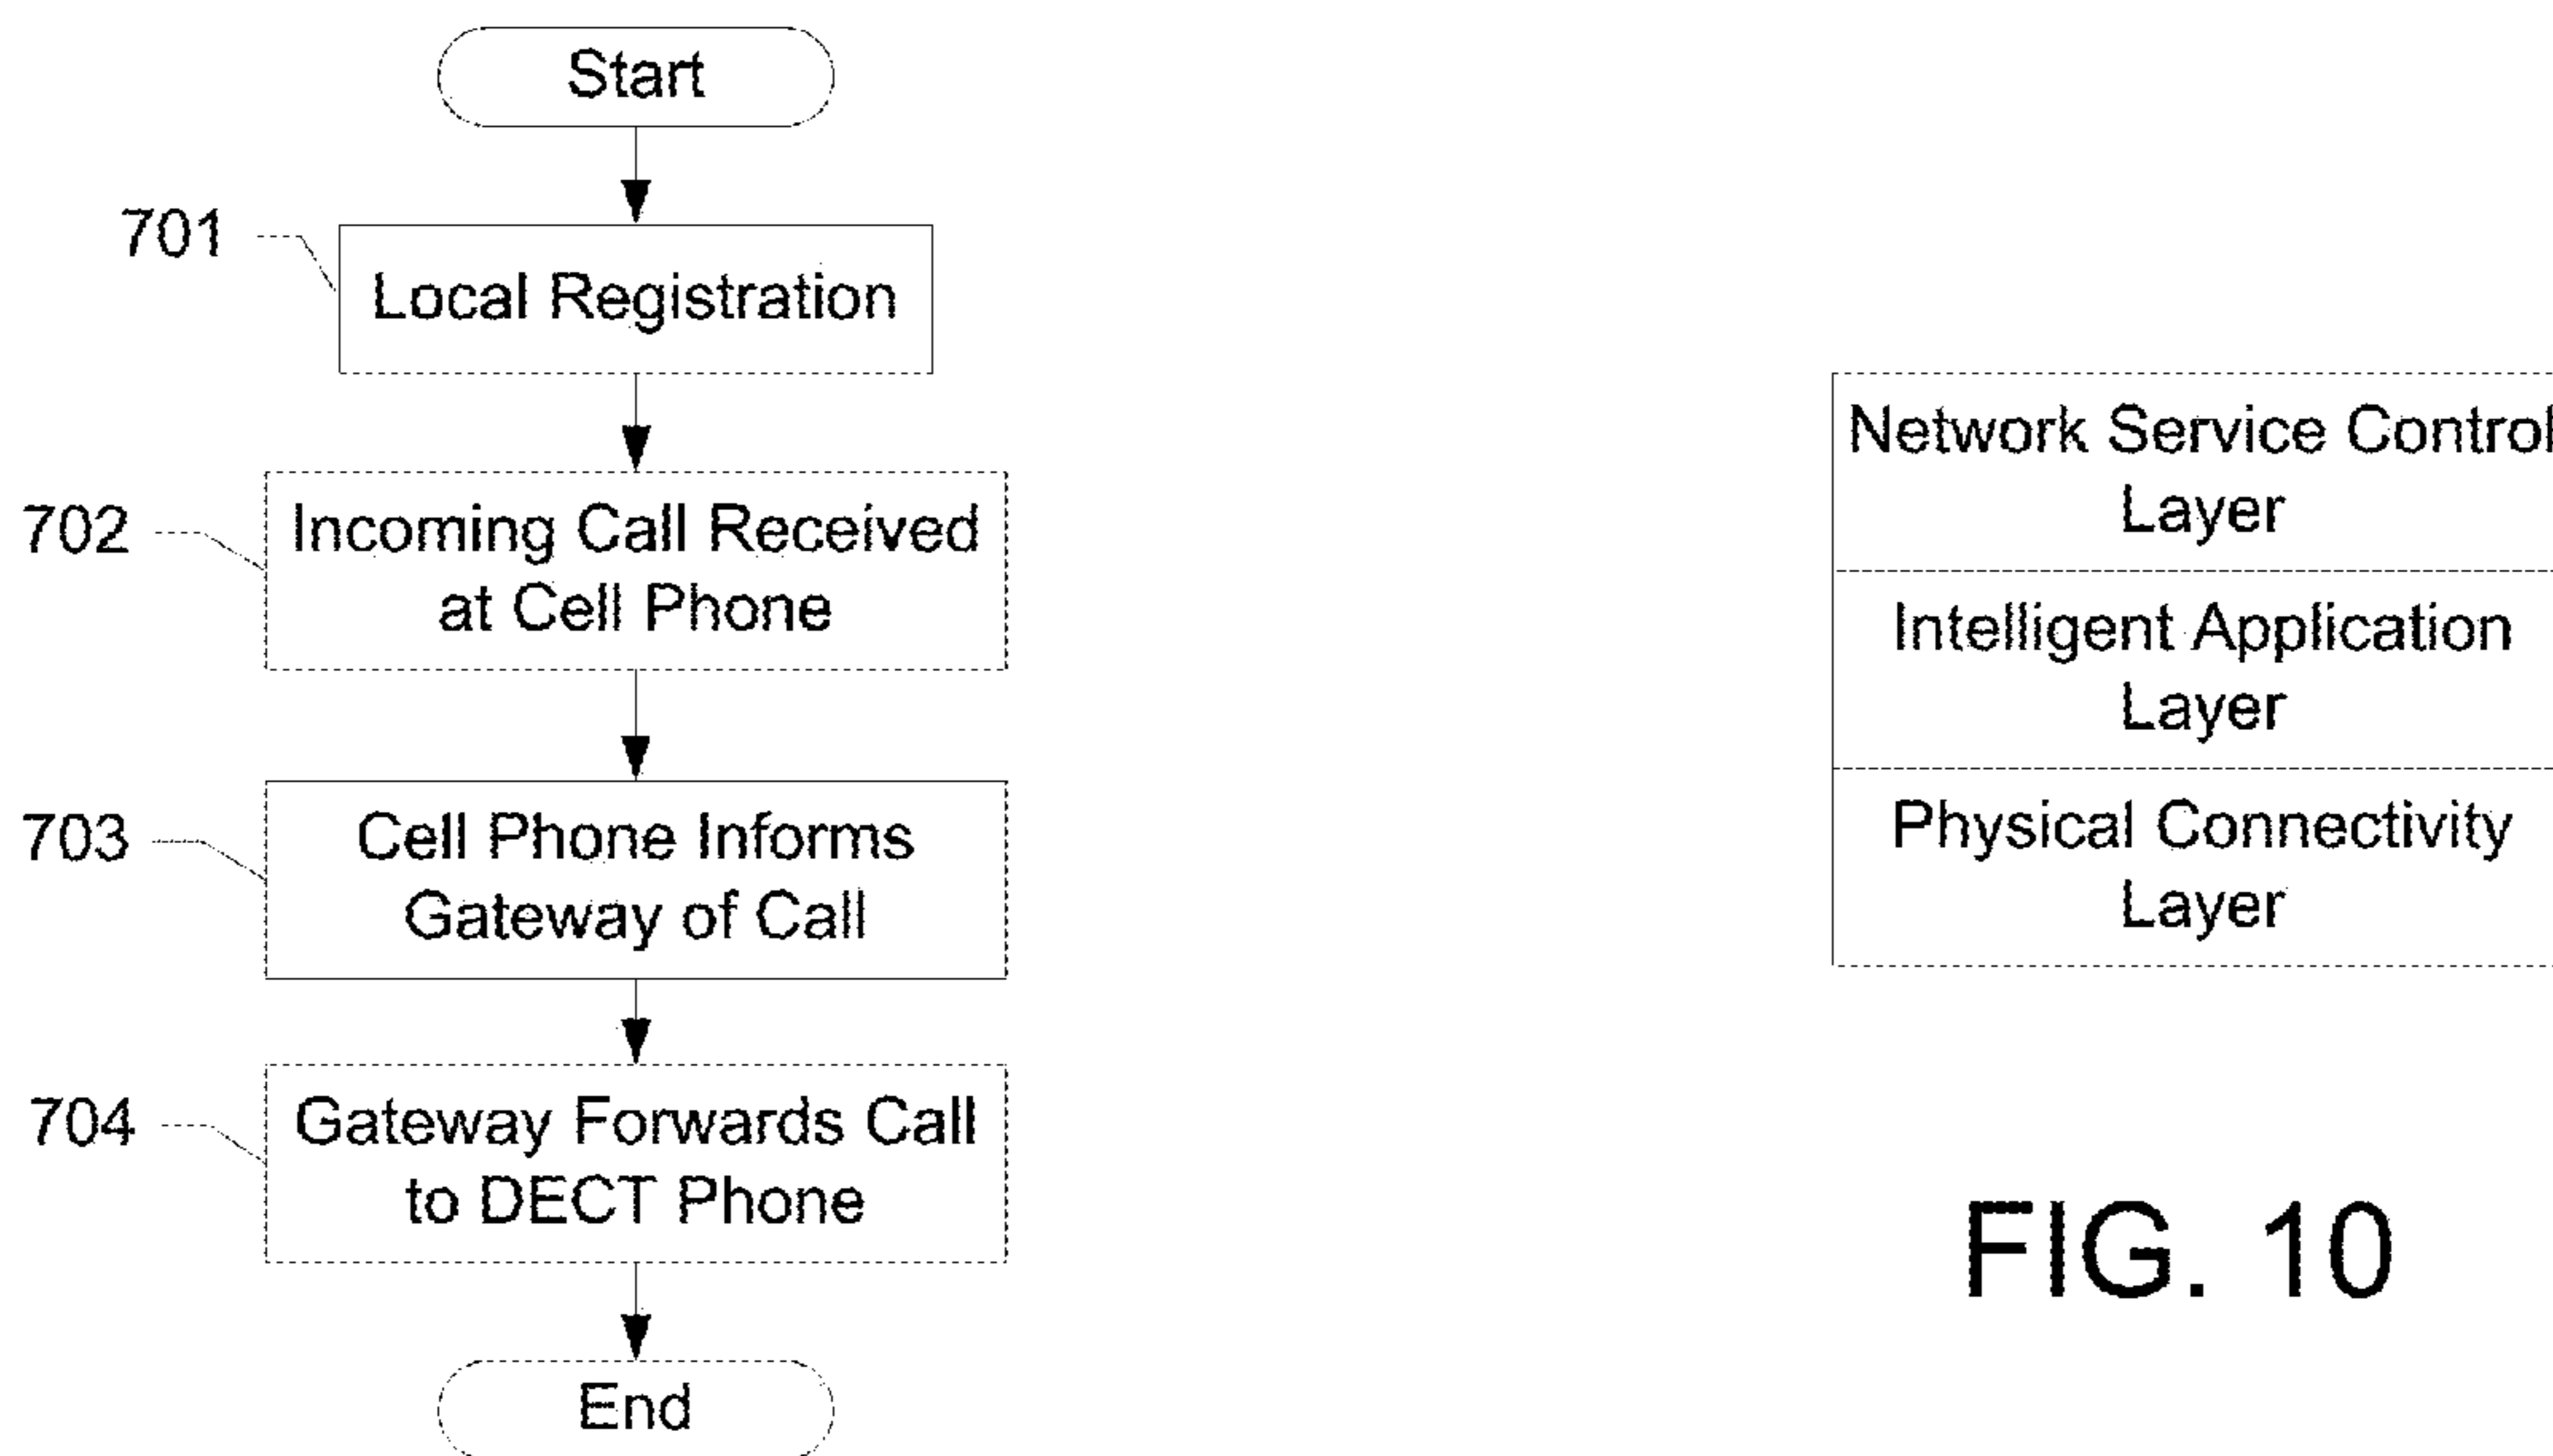 Start
701
Local Registration
702
Incoming Call Received
at Cell Phone
703
Cell Phone Informs
Gateway of Call
704
Gateway Forwards Call
to DECT Phone
End
Network Service Control
Layer
Intelligent Application
Layer
Physical Connectivity
Layer
FIG. 10